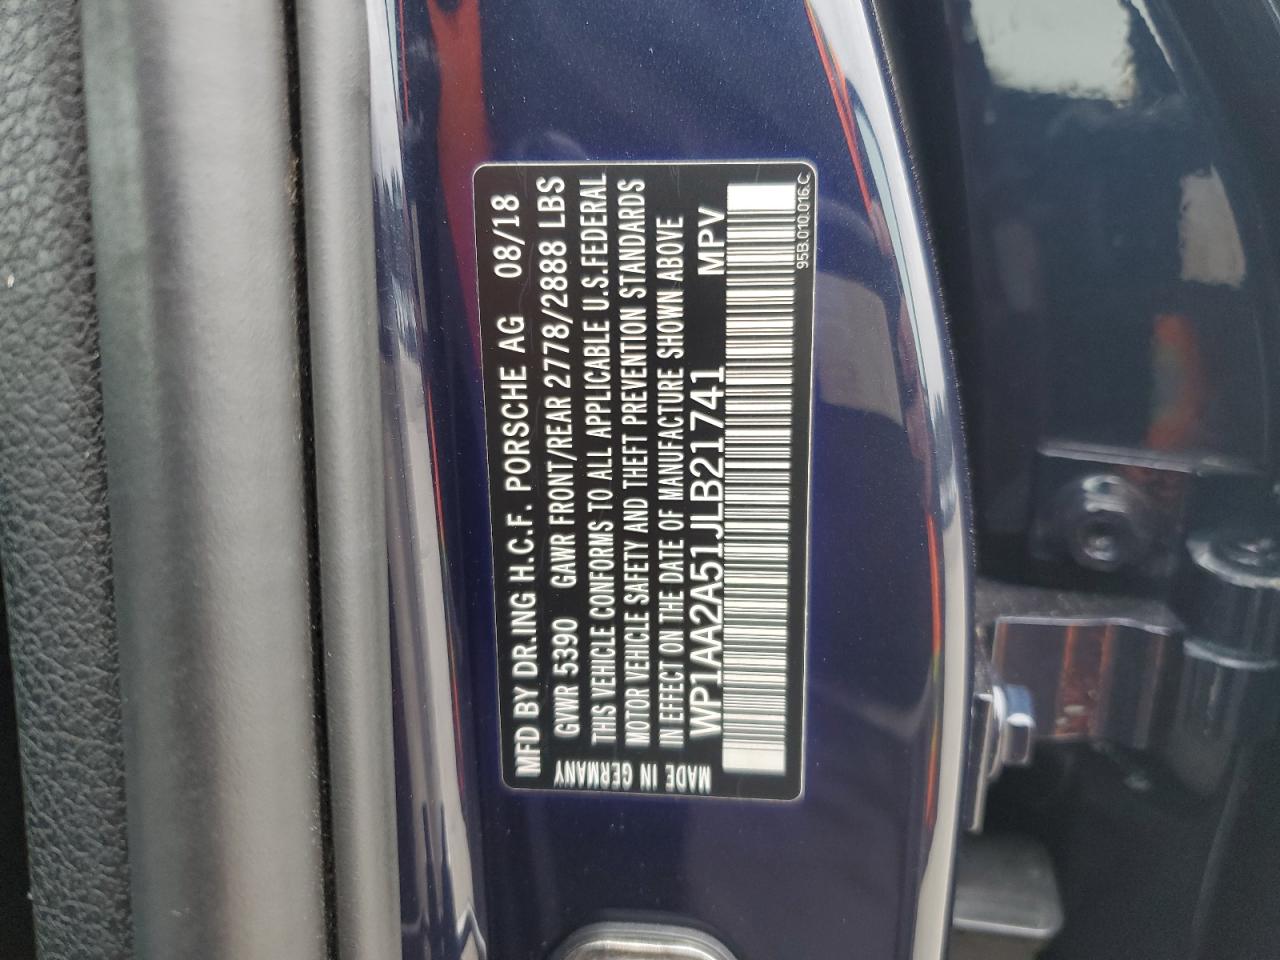 MFD BY DR.ING H.C.F. PORSCHE AG 08/18
GVWR 5390 GAWR FRONT/REAR 2778/2888 LBS
THIS VEHICLE CONFORMS TO ALL APPLICABLE U.S. FEDERAL
MOTOR VEHICLE SAFETY AND THEFT PREVENTION STANDARDS
IN EFFECT ON THE DATE OF MANUFACTURE SHOWN ABOVE
WP1AA2A51JLB21741 MPV
95B.010.016.C
MADE IN GERMANY